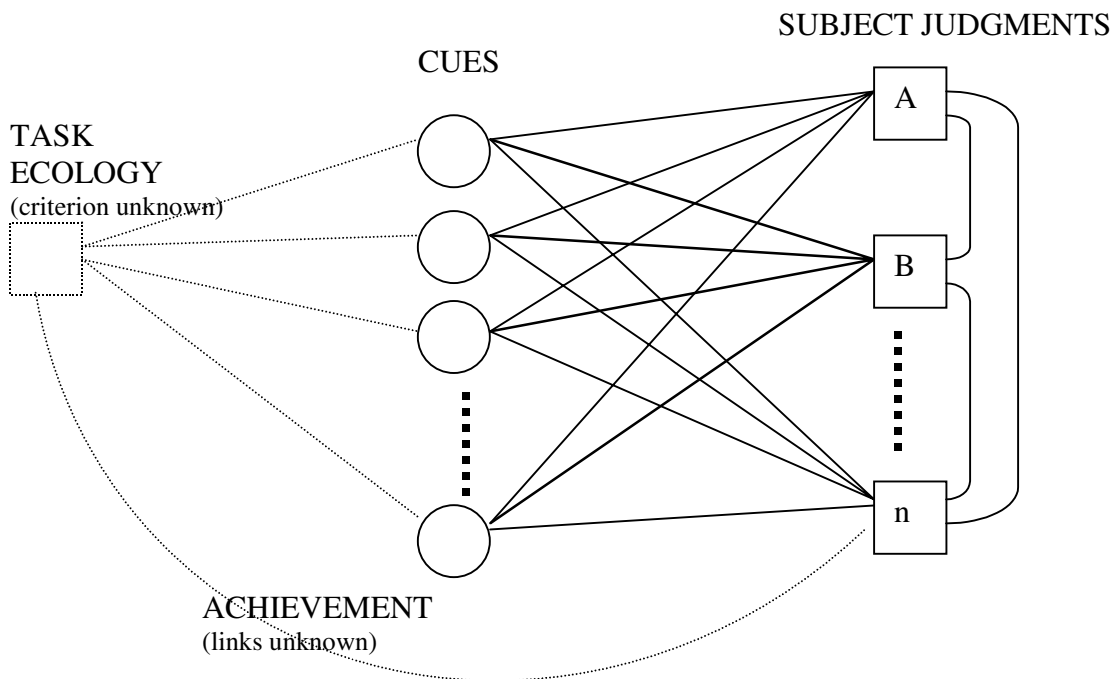 SUBJECT JUDGMENTS
CUES
A
TASK
ECOLOGY
(criterion unknown)
B
n
ACHIEVEMENT
(links unknown)